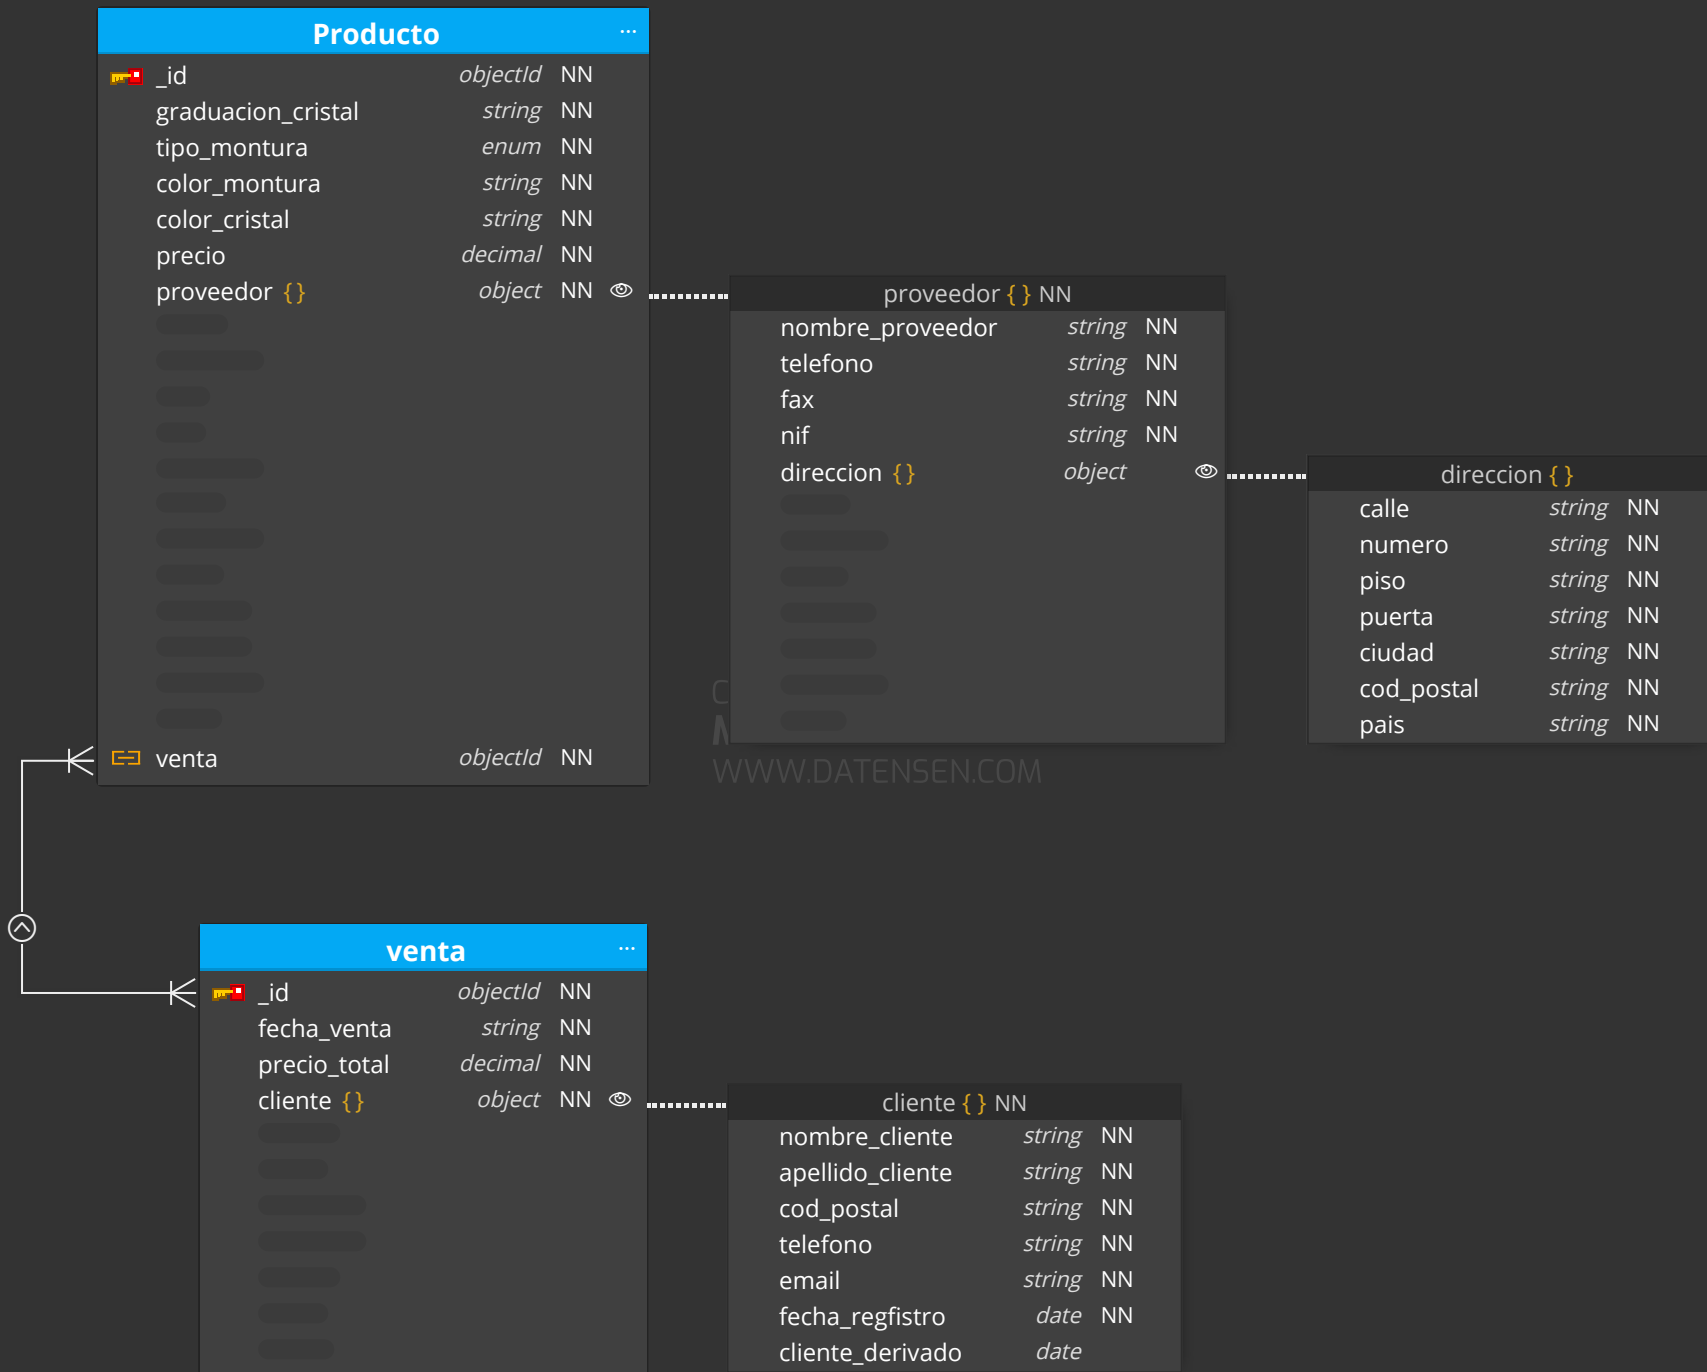 Producto ...
_id objectId NN
graduacion_cristal string NN
tipo_montura enum NN
color_montura string NN
color_cristal string NN
precio decimal NN
proveedor {} object NN
venta objectId NN
proveedor { } NN
nombre_proveedor string NN
telefono string NN
fax string NN
nif string NN
direccion {} object
direccion { }
calle string NN
numero string NN
piso string NN
puerta string NN
ciudad string NN
cod_postal string NN
pais string NN
WWW.DATENSEN.COM
venta ...
_id objectId NN
fecha_venta string NN
precio_total decimal NN
cliente {} object NN
cliente { } NN
nombre_cliente string NN
apellido_cliente string NN
cod_postal string NN
telefono string NN
email string NN
fecha_regfistro date NN
cliente_derivado date